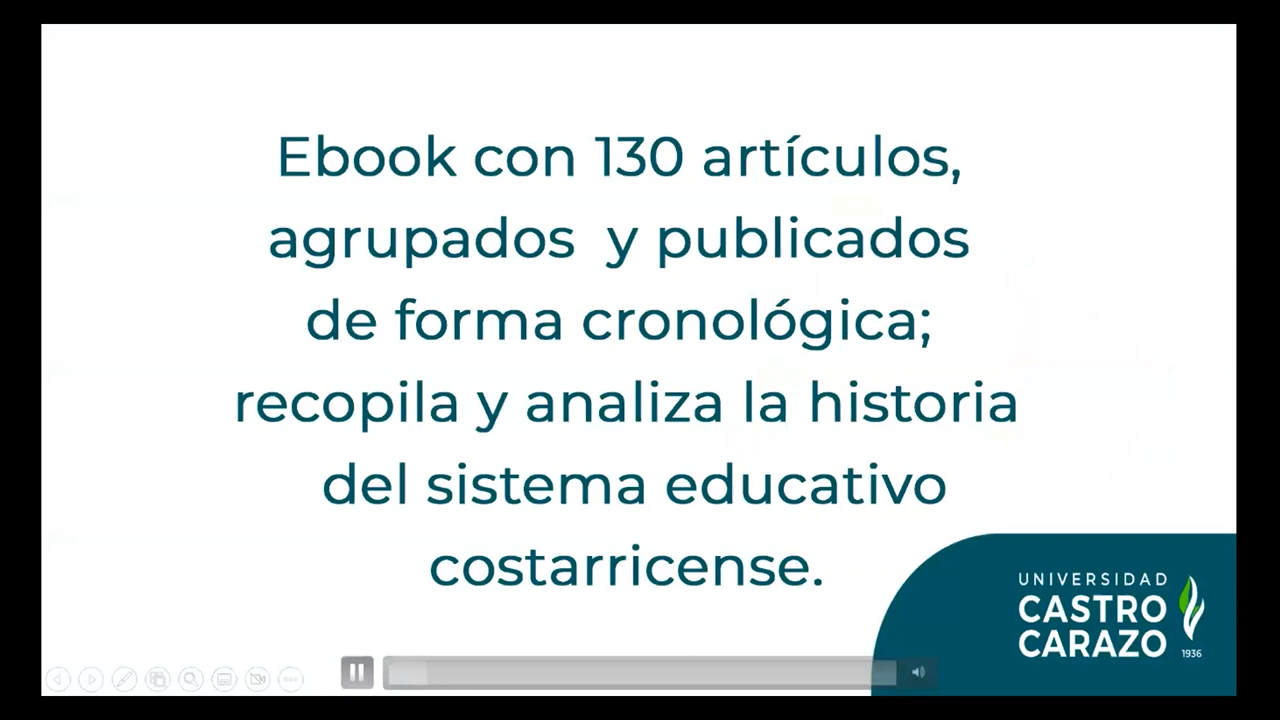 Ebook con 130 artículos,
agrupados y publicados
de forma cronológica;
recopila y analiza la historia
del sistema educativo
costarricense.
UNIVERSIDAD
CASTRO
CARAZO
1936